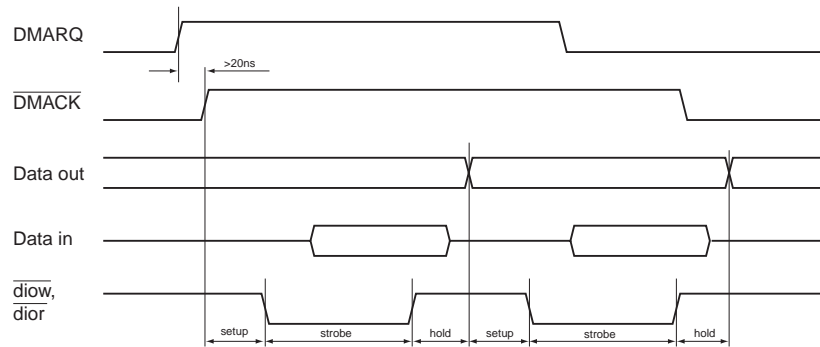 DMARQ
>20ns
DMACK
Data out
Data in
diow,
dior
setup strobe hold setup strobe hold